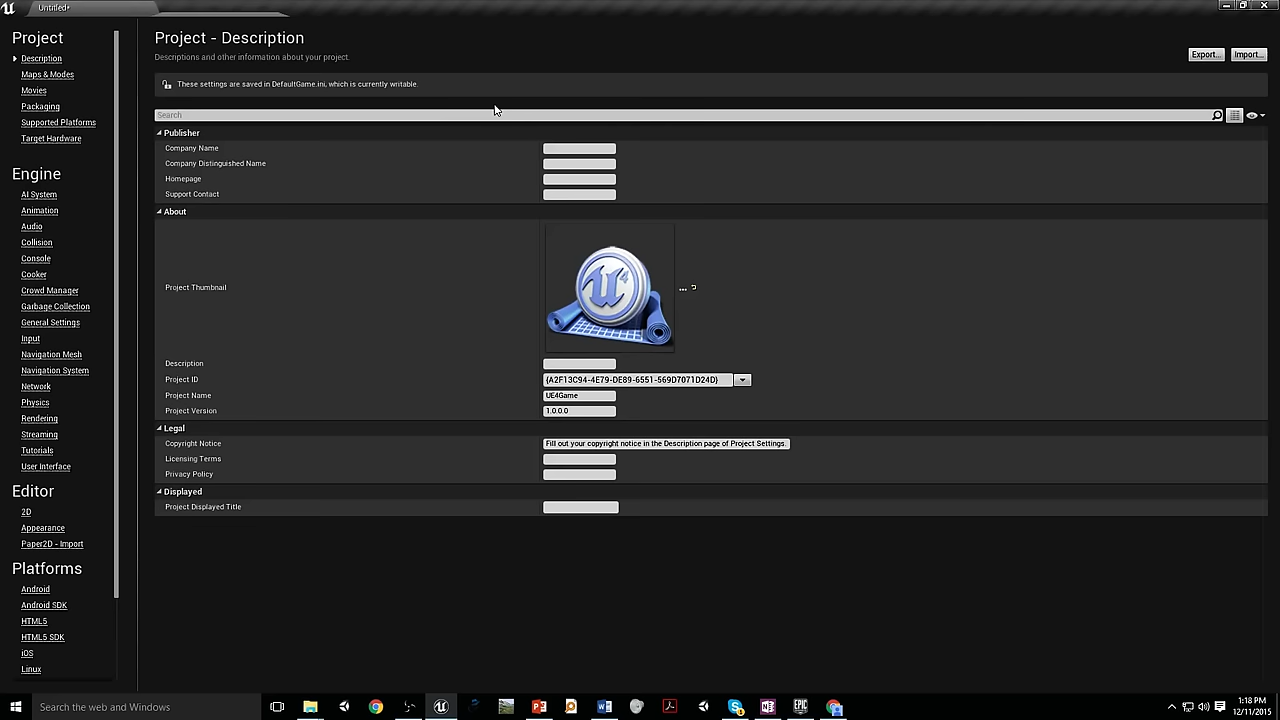 Untitled*
Project
Description
Maps & Modes
Movies
Packaging
Supported Platforms
Target Hardware
Engine
AI System
Animation
Audio
Collision
Console
Cooker
Crowd Manager
Garbage Collection
General Settings
Input
Navigation Mesh
Navigation System
Network
Physics
Rendering
Streaming
Tutorials
User Interface
Editor
2D
Appearance
Paper2D - Import
Platforms
Android
Android SDK
HTML5
HTML5 SDK
iOS
Linux
Project - Description
Descriptions and other information about your project.
Export... Import...
These settings are saved in DefaultGame.ini, which is currently writable.
Search
Publisher
Company Name
Company Distinguished Name
Homepage
Support Contact
About
Project Thumbnail
Description
Project ID {A2F13C94-4E79-DE89-6551-569D7071D24D}
Project Name UE4Game
Project Version 1.0.0.0
Legal
Copyright Notice Fill out your copyright notice in the Description page of Project Settings.
Licensing Terms
Privacy Policy
Displayed
Project Displayed Title
Search the web and Windows
EPIC
1:18 PM
12/11/2015